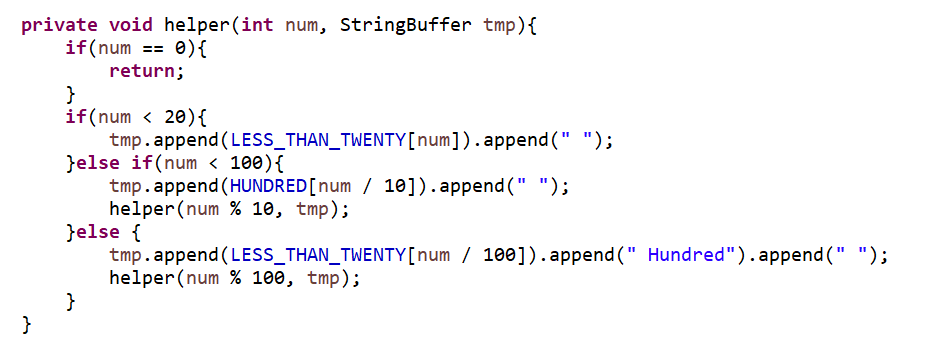 private void helper(int num, StringBuffer tmp){
    if(num == 0){
        return;
    }
    if(num < 20){
        tmp.append(LESS_THAN_TWENTY[num]).append(" ");
    }else if(num < 100){
        tmp.append(HUNDRED[num / 10]).append(" ");
        helper(num % 10, tmp);
    }else {
        tmp.append(LESS_THAN_TWENTY[num / 100]).append(" Hundred").append(" ");
        helper(num % 100, tmp);
    }
}